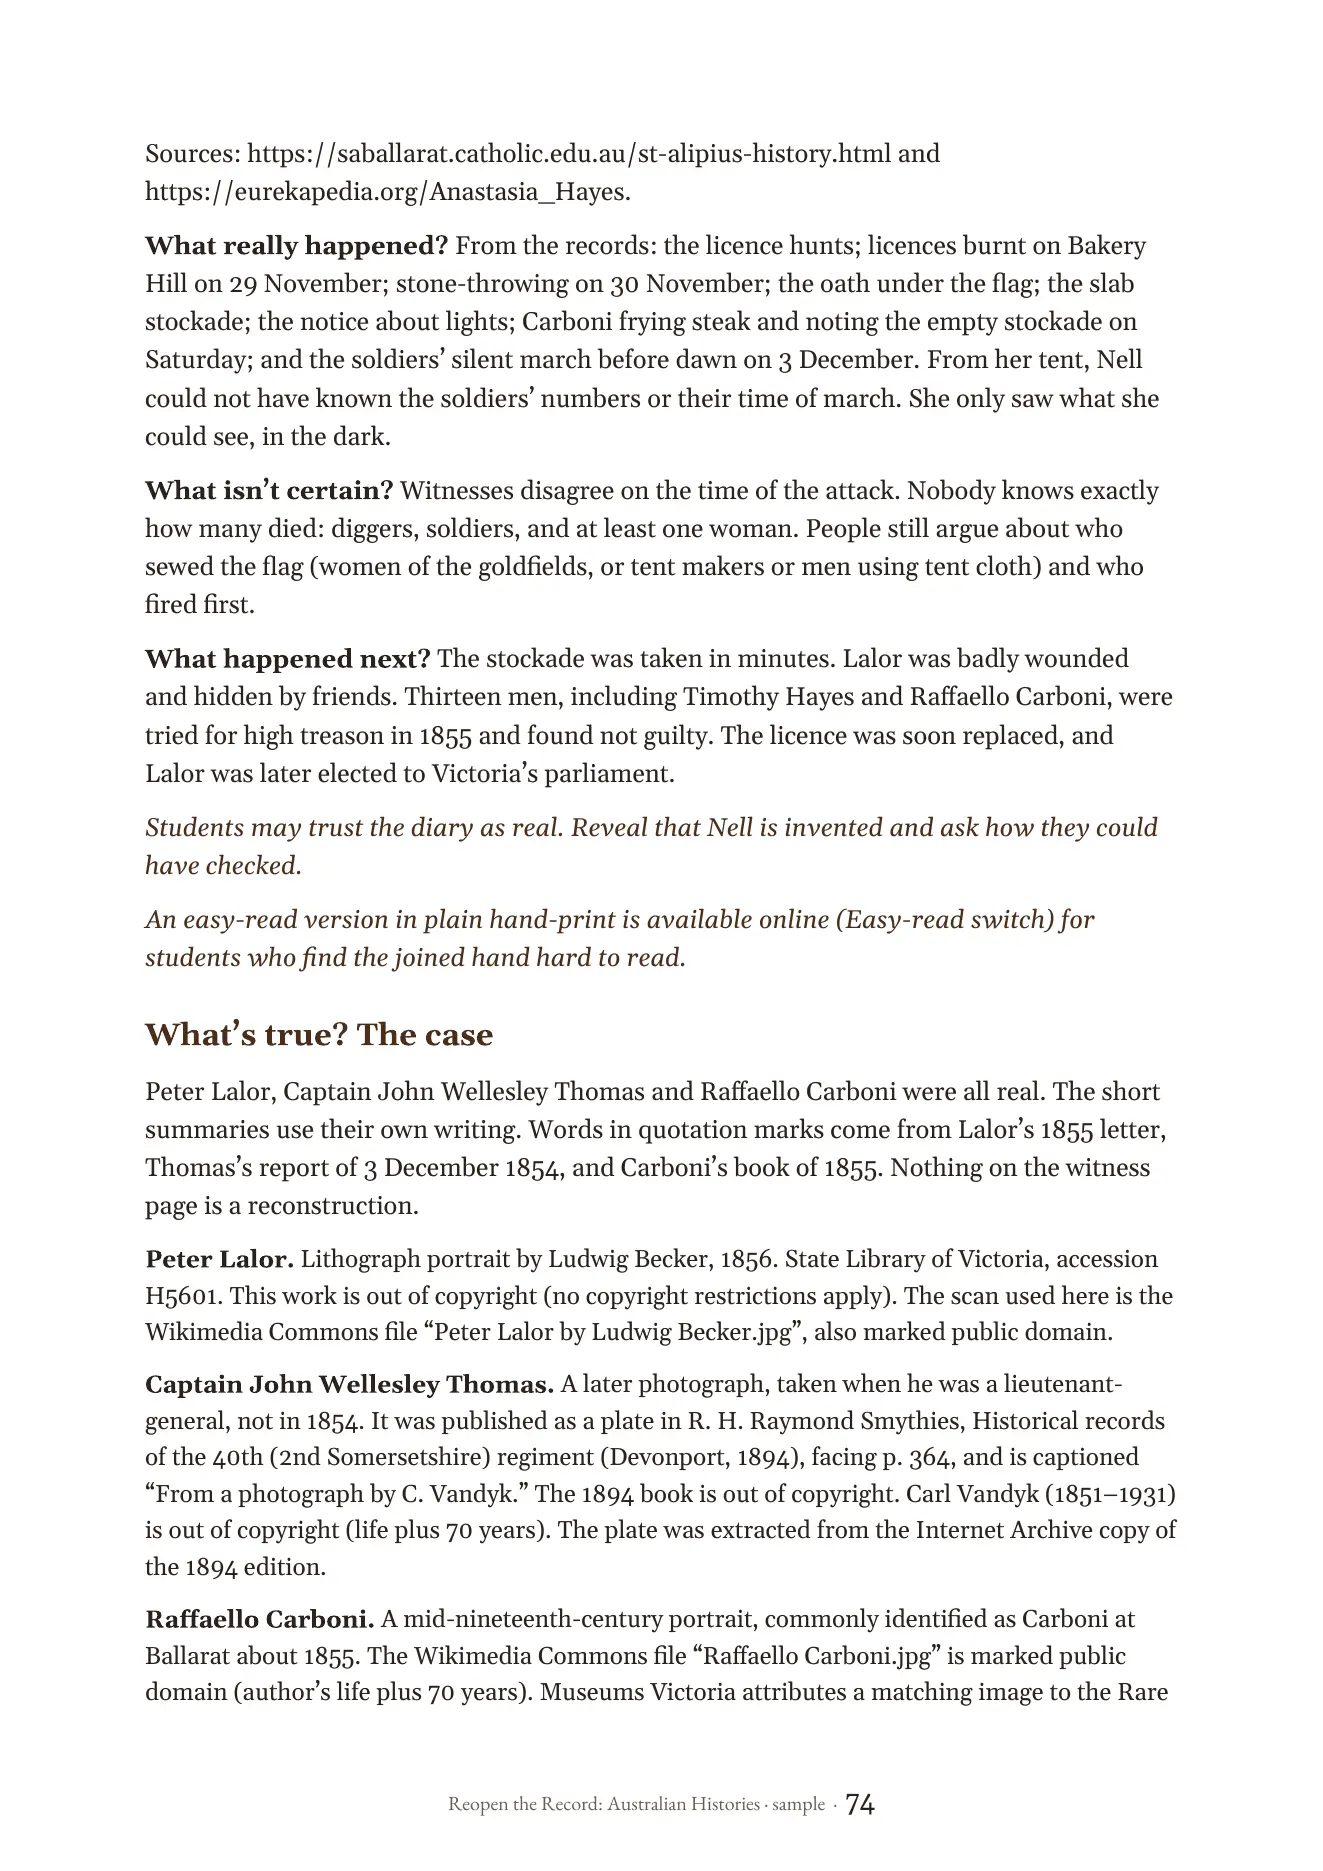 Sources: https://saballarat.catholic.edu.au/st-alipius-history.html and
https://eurekapedia.org/Anastasia_Hayes.
What really happened? From the records: the licence hunts; licences burnt on Bakery
Hill on 29 November; stone-throwing on 30 November; the oath under the flag; the slab
stockade; the notice about lights; Carboni frying steak and noting the empty stockade on
Saturday; and the soldiers’ silent march before dawn on 3 December. From her tent, Nell
could not have known the soldiers’ numbers or their time of march. She only saw what she
could see, in the dark.
What isn’t certain? Witnesses disagree on the time of the attack. Nobody knows exactly
how many died: diggers, soldiers, and at least one woman. People still argue about who
sewed the flag (women of the goldfields, or tent makers or men using tent cloth) and who
fired first.
What happened next? The stockade was taken in minutes. Lalor was badly wounded
and hidden by friends. Thirteen men, including Timothy Hayes and Raffaello Carboni, were
tried for high treason in 1855 and found not guilty. The licence was soon replaced, and
Lalor was later elected to Victoria’s parliament.
Students may trust the diary as real. Reveal that Nell is invented and ask how they could
have checked.
An easy-read version in plain hand-print is available online (Easy-read switch) for
students who find the joined hand hard to read.
What’s true? The case
Peter Lalor, Captain John Wellesley Thomas and Raffaello Carboni were all real. The short
summaries use their own writing. Words in quotation marks come from Lalor’s 1855 letter,
Thomas’s report of 3 December 1854, and Carboni’s book of 1855. Nothing on the witness
page is a reconstruction.
Peter Lalor. Lithograph portrait by Ludwig Becker, 1856. State Library of Victoria, accession
H5601. This work is out of copyright (no copyright restrictions apply). The scan used here is the
Wikimedia Commons file “Peter Lalor by Ludwig Becker.jpg”, also marked public domain.
Captain John Wellesley Thomas. A later photograph, taken when he was a lieutenant-
general, not in 1854. It was published as a plate in R. H. Raymond Smythies, Historical records
of the 40th (2nd Somersetshire) regiment (Devonport, 1894), facing p. 364, and is captioned
“From a photograph by C. Vandyk.” The 1894 book is out of copyright. Carl Vandyk (1851–1931)
is out of copyright (life plus 70 years). The plate was extracted from the Internet Archive copy of
the 1894 edition.
Raffaello Carboni. A mid-nineteenth-century portrait, commonly identified as Carboni at
Ballarat about 1855. The Wikimedia Commons file “Raffaello Carboni.jpg” is marked public
domain (author’s life plus 70 years). Museums Victoria attributes a matching image to the Rare
Reopen the Record: Australian Histories · sample · 74